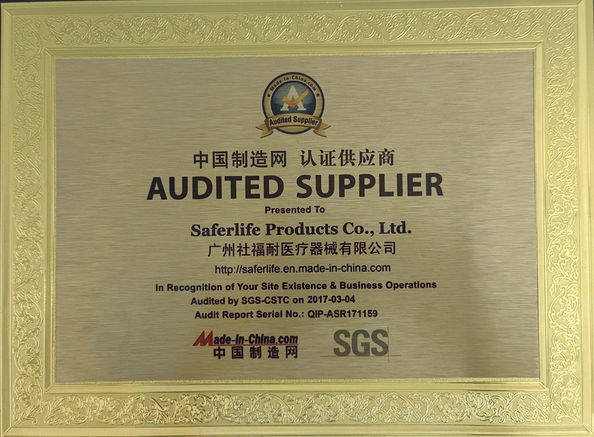 Made-in-China.com
A
Audited Supplier
中国制造网 认证供应商
AUDITED SUPPLIER
Presented To
Saferlife Products Co., Ltd.
广州社福耐医疗器械有限公司
http://saferlife.en.made-in-china.com
In Recognition of Your Site Existence & Business Operations
Audited by SGS-CSTC on 2017-03-04
Audit Report Serial No.: QIP-ASR171159
Made-in-China.com
中国制造网
SGS